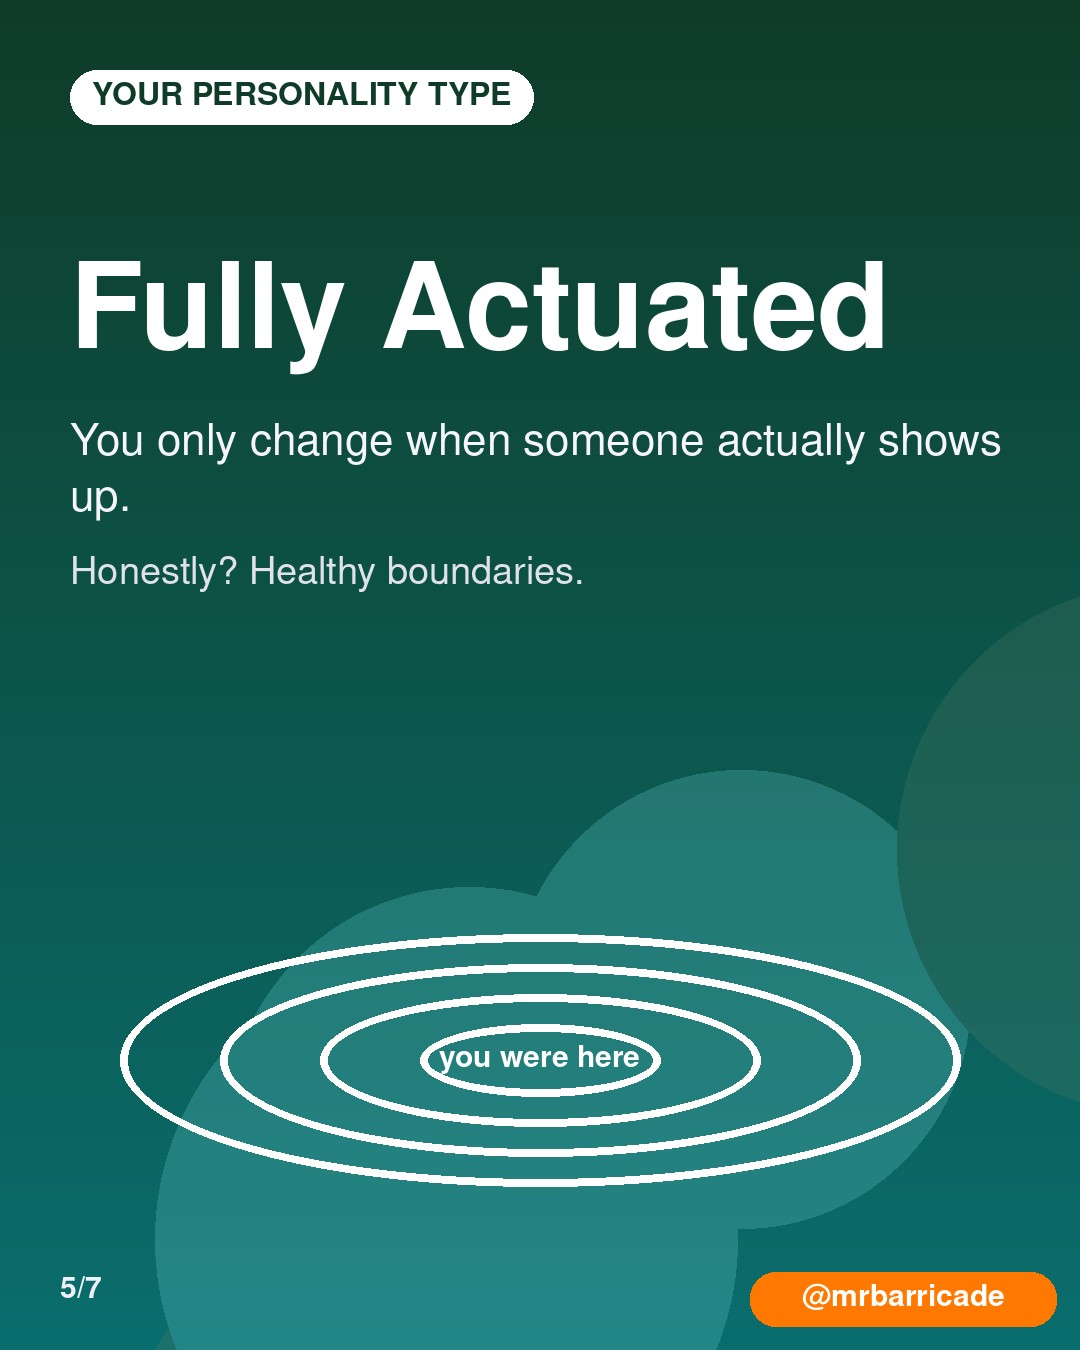 YOUR PERSONALITY TYPE
Fully Actuated
You only change when someone actually shows
up.
Honestly? Healthy boundaries.
you were here
5/7
@mrbarricade